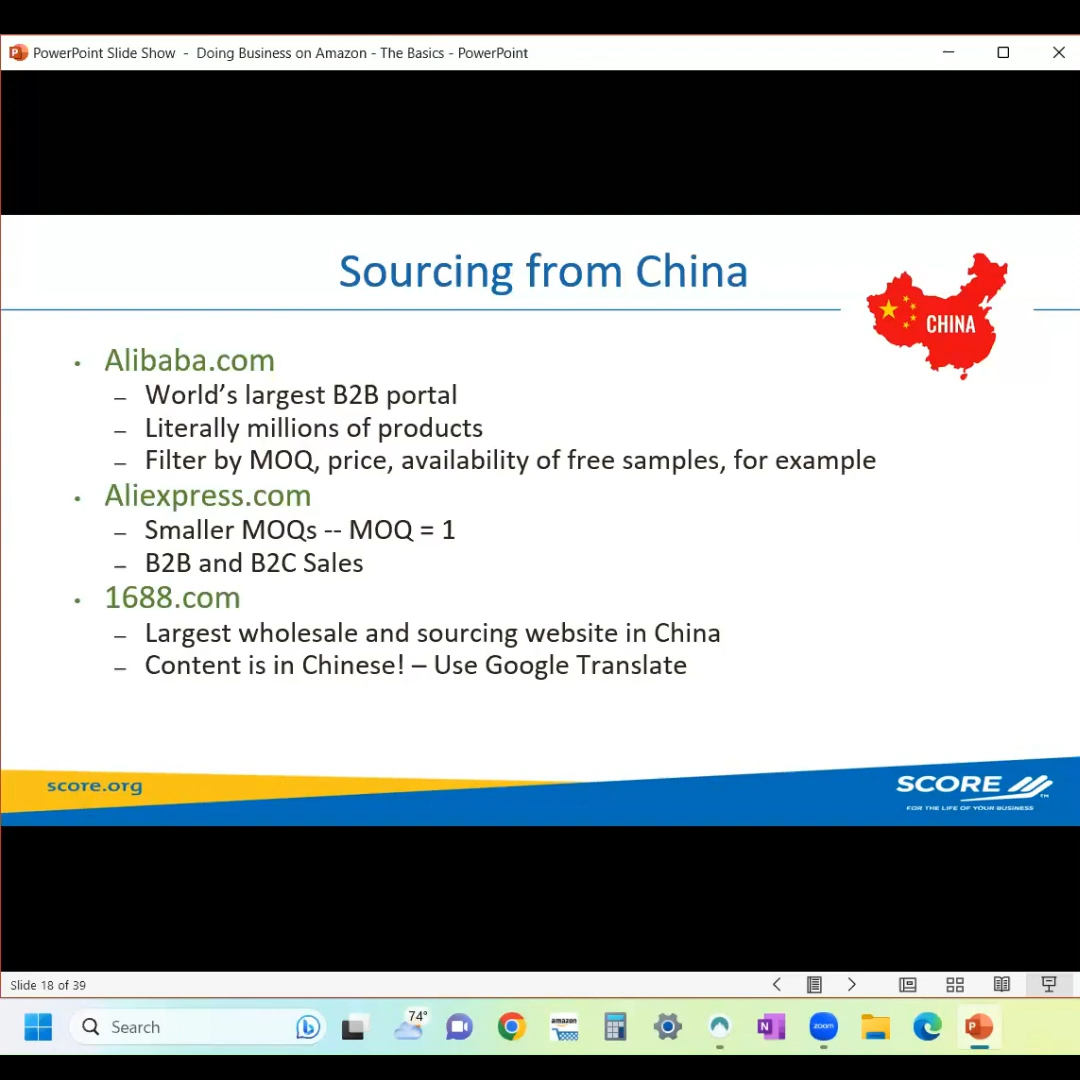 PowerPoint Slide Show - Doing Business on Amazon - The Basics - PowerPoint
Sourcing from China
CHINA
• Alibaba.com
– World's largest B2B portal
– Literally millions of products
– Filter by MOQ, price, availability of free samples, for example
• Aliexpress.com
– Smaller MOQs -- MOQ = 1
– B2B and B2C Sales
• 1688.com
– Largest wholesale and sourcing website in China
– Content is in Chinese! – Use Google Translate
score.org
SCORE
FOR THE LIFE OF YOUR BUSINESS
Slide 18 of 39
Search
74°
amazon
N
zoom
P